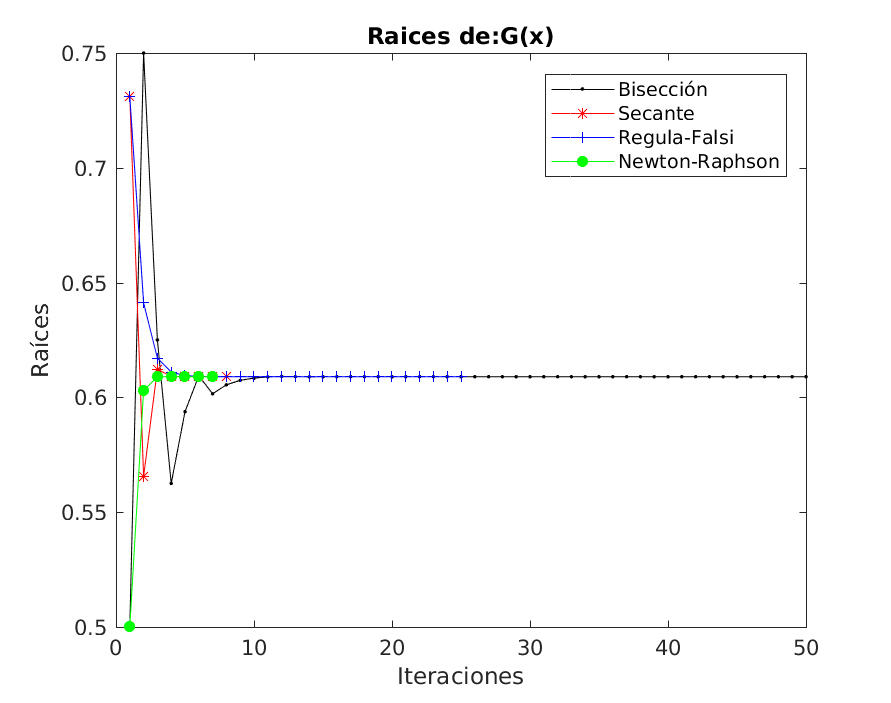 Raices de:G(x)
0.75
0.7
0.65
0.6
0.55
0.5
Raíces
Bisección
Secante
Regula-Falsi
Newton-Raphson
0
10
20
30
40
50
Iteraciones